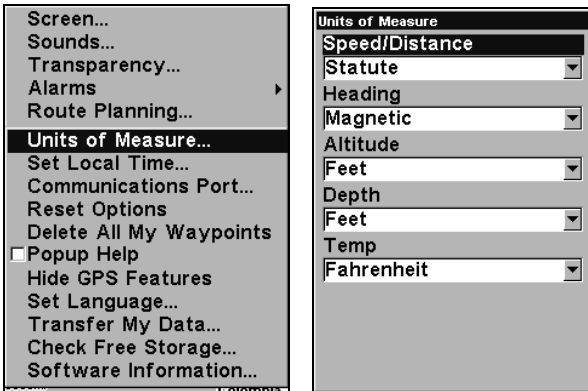 Screen...
Sounds...
Transparency...
Alarms
Route Planning...
Units of Measure...
Set Local Time...
Communications Port...
Reset Options
Delete All My Waypoints
Popup Help
Hide GPS Features
Set Language...
Transfer My Data...
Check Free Storage...
Software Information...
Units of Measure
Speed/Distance
Statute
Heading
Magnetic
Altitude
Feet
Depth
Feet
Temp
Fahrenheit